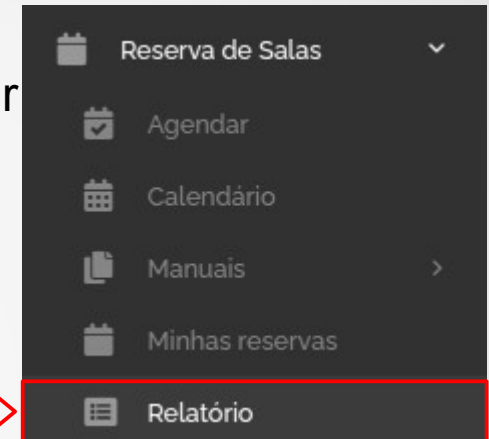 Reserva de Salas
r
Agendar
Calendário
Manuais
Minhas reservas
Relatório